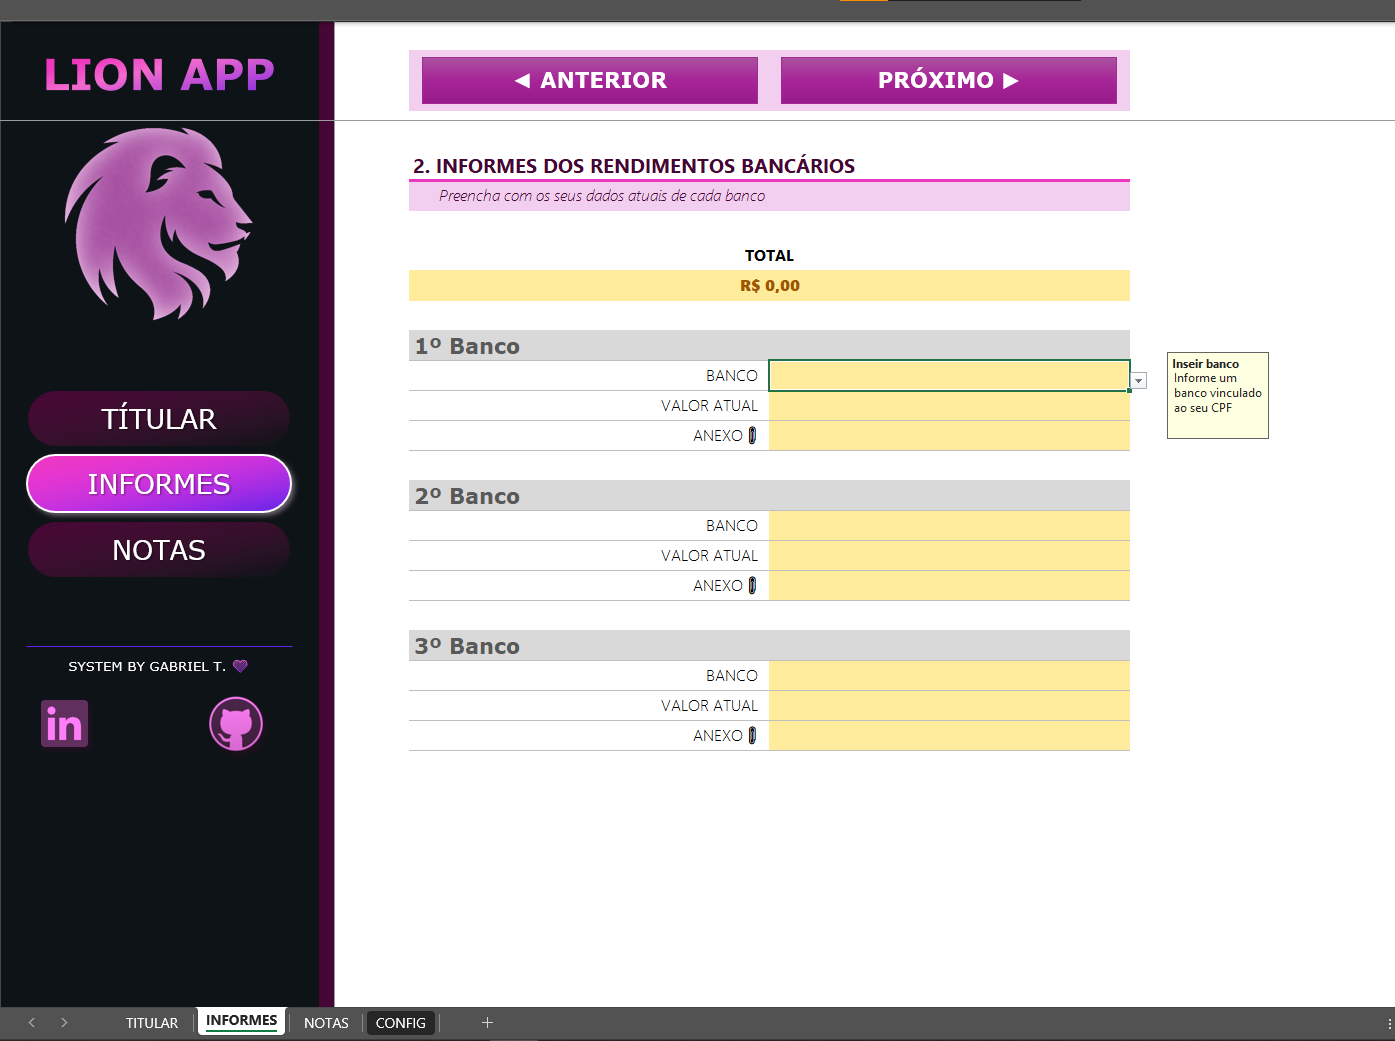 LION APP
◄ ANTERIOR
PRÓXIMO ►
2. INFORMES DOS RENDIMENTOS BANCÁRIOS
Preencha com os seus dados atuais de cada banco
TOTAL
R$ 0,00
1º Banco
BANCO
VALOR ATUAL
ANEXO
Inseir banco
Informe um
banco vinculado
ao seu CPF
2º Banco
BANCO
VALOR ATUAL
ANEXO
3º Banco
BANCO
VALOR ATUAL
ANEXO
TÍTULAR
INFORMES
NOTAS
SYSTEM BY GABRIEL T.
in
TITULAR
INFORMES
NOTAS
CONFIG